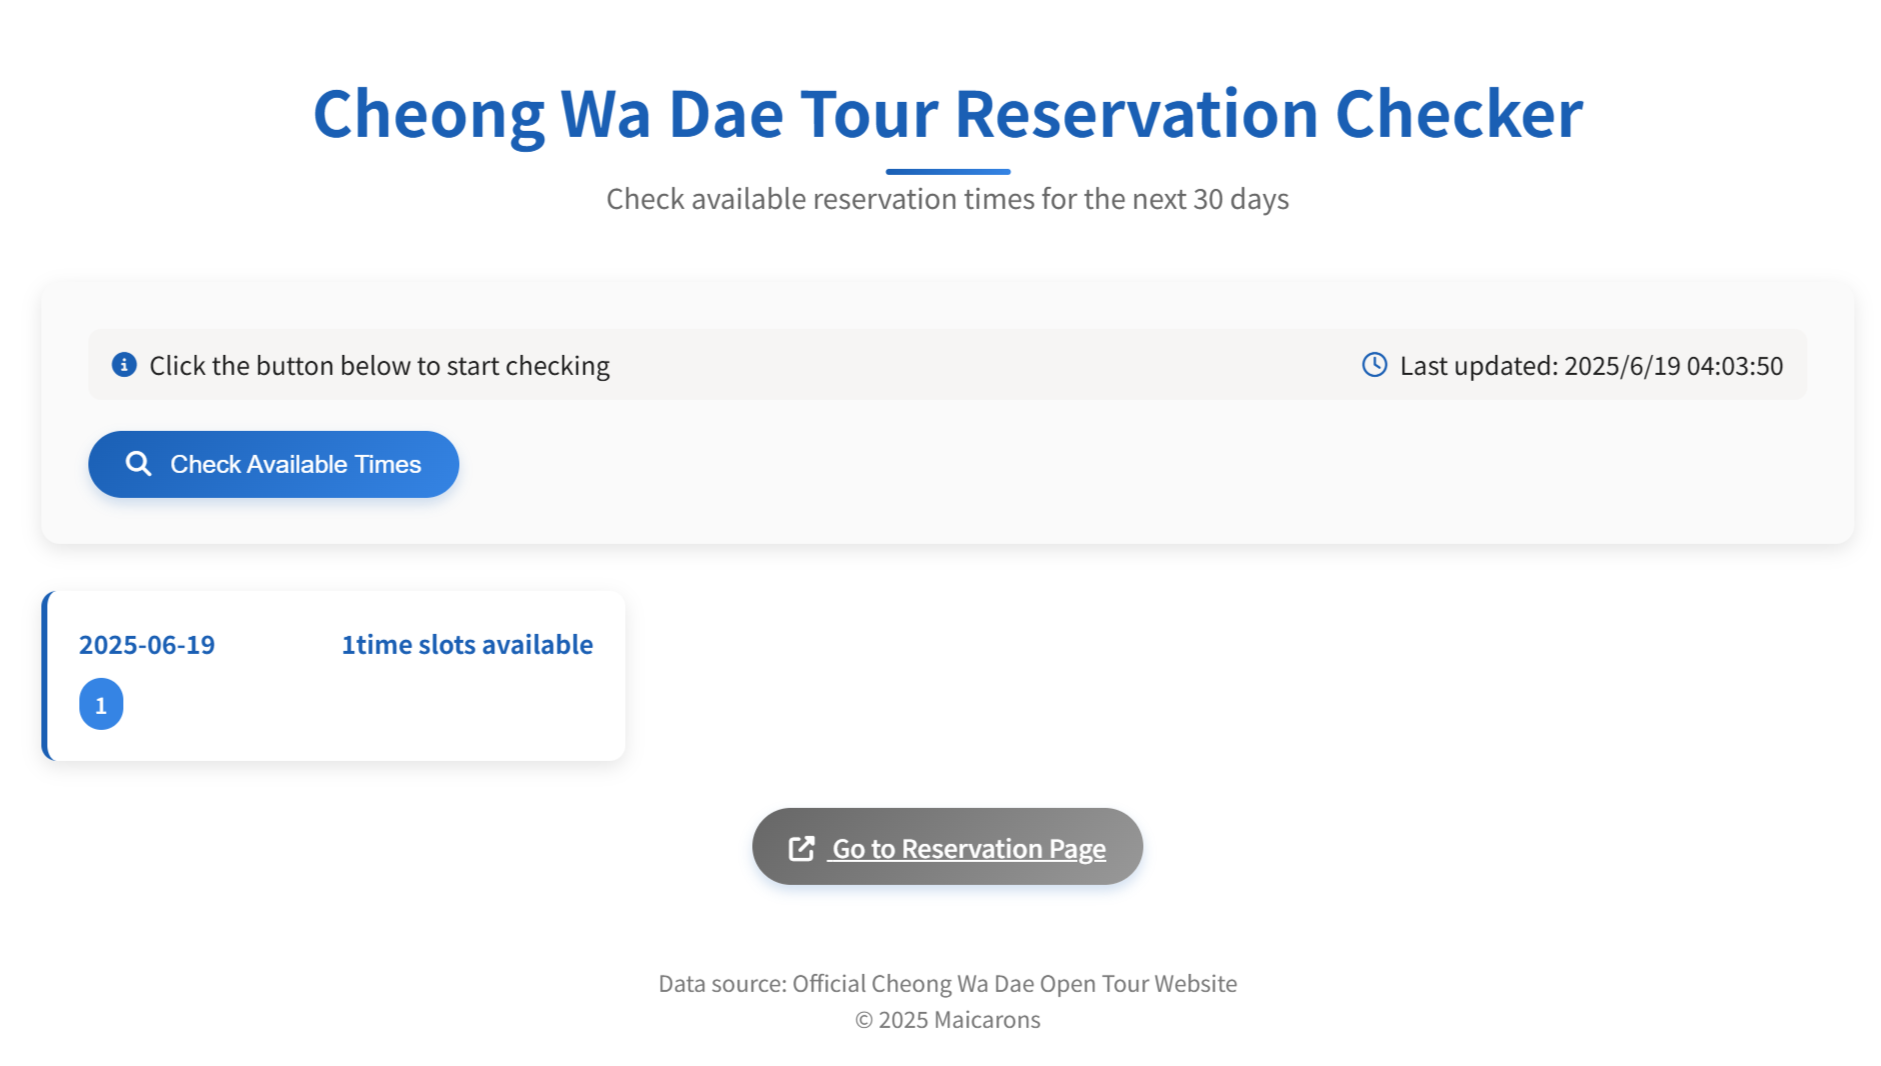 Cheong Wa Dae Tour Reservation Checker
Check available reservation times for the next 30 days
Click the button below to start checking
Last updated: 2025/6/19 04:03:50
Check Available Times
2025-06-19
1time slots available
1
Go to Reservation Page
Data source: Official Cheong Wa Dae Open Tour Website
© 2025 Maicarons